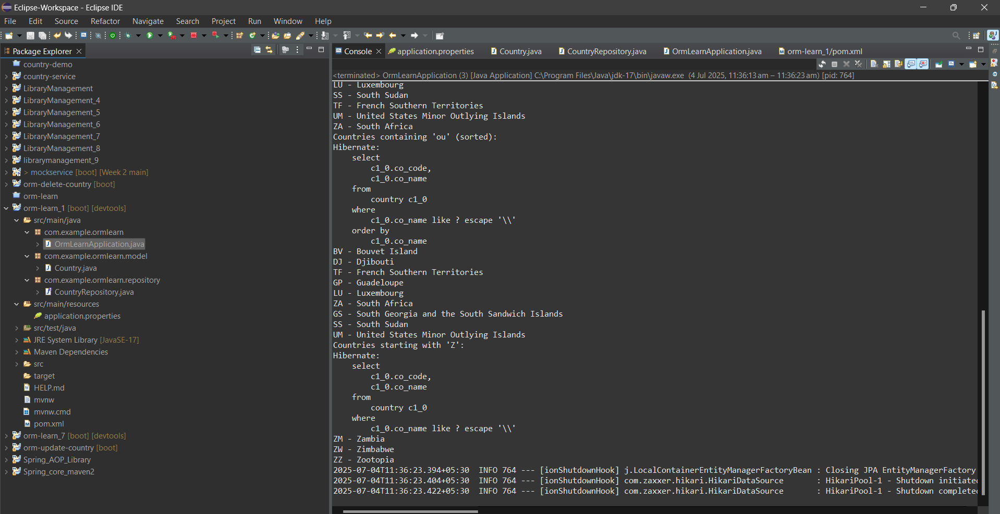 Eclipse-Workspace - Eclipse IDE
File Edit Source Refactor Navigate Search Project Run Window Help
Package Explorer
country-demo
country-service
LibraryManagement
LibraryManagement_4
LibraryManagement_5
LibraryManagement_6
LibraryManagement_7
LibraryManagement_8
librarymanagement_9
> mockservice [boot] [Week 2 main]
orm-delete-country [boot]
orm-learn
orm-learn_1 [boot] [devtools]
src/main/java
com.example.ormlearn
OrmLearnApplication.java
com.example.ormlearn.model
Country.java
com.example.ormlearn.repository
CountryRepository.java
src/main/resources
application.properties
src/test/java
JRE System Library [JavaSE-17]
Maven Dependencies
src
target
HELP.md
mvnw
mvnw.cmd
pom.xml
orm-learn_7 [boot] [devtools]
orm-update-country [boot]
Spring_AOP_Library
Spring_core_maven2
Console application.properties Country.java CountryRepository.java OrmLearnApplication.java orm-learn_1/pom.xml
<terminated> OrmLearnApplication (3) [Java Application] C:\Program Files\Java\jdk-17\bin\javaw.exe (4 Jul 2025, 11:36:13 am – 11:36:23 am) [pid: 764]
LU - Luxembourg
SS - South Sudan
TF - French Southern Territories
UM - United States Minor Outlying Islands
ZA - South Africa
Countries containing 'ou' (sorted):
Hibernate:
select
c1_0.co_code,
c1_0.co_name
from
country c1_0
where
c1_0.co_name like ? escape '\\'
order by
c1_0.co_name
BV - Bouvet Island
DJ - Djibouti
TF - French Southern Territories
GP - Guadeloupe
LU - Luxembourg
ZA - South Africa
GS - South Georgia and the South Sandwich Islands
SS - South Sudan
UM - United States Minor Outlying Islands
Countries starting with 'Z':
Hibernate:
select
c1_0.co_code,
c1_0.co_name
from
country c1_0
where
c1_0.co_name like ? escape '\\'
ZM - Zambia
ZW - Zimbabwe
ZZ - Zootopia
2025-07-04T11:36:23.394+05:30 INFO 764 --- [ionShutdownHook] j.LocalContainerEntityManagerFactoryBean : Closing JPA EntityManagerFactory
2025-07-04T11:36:23.404+05:30 INFO 764 --- [ionShutdownHook] com.zaxxer.hikari.HikariDataSource : HikariPool-1 - Shutdown initiate
2025-07-04T11:36:23.422+05:30 INFO 764 --- [ionShutdownHook] com.zaxxer.hikari.HikariDataSource : HikariPool-1 - Shutdown complete